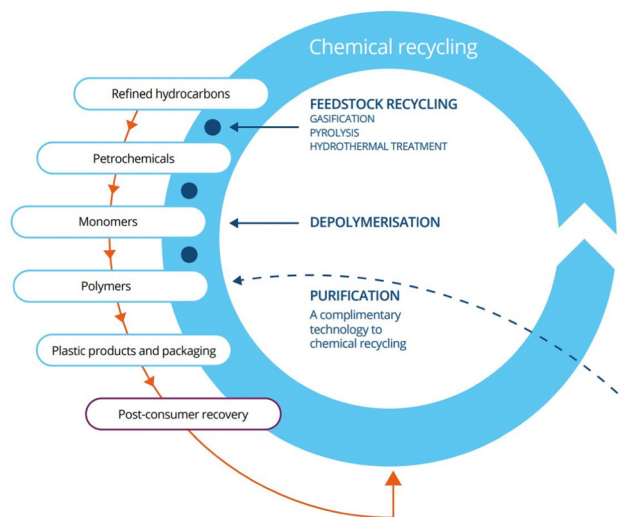 Chemical recycling
Refined hydrocarbons
Petrochemicals
Monomers
Polymers
Plastic products and packaging
Post-consumer recovery
FEEDSTOCK RECYCLING
GASIFICATION
PYROLYSIS
HYDROTHERMAL TREATMENT
DEPOLYMERISATION
PURIFICATION
A complimentary
technology to
chemical recycling